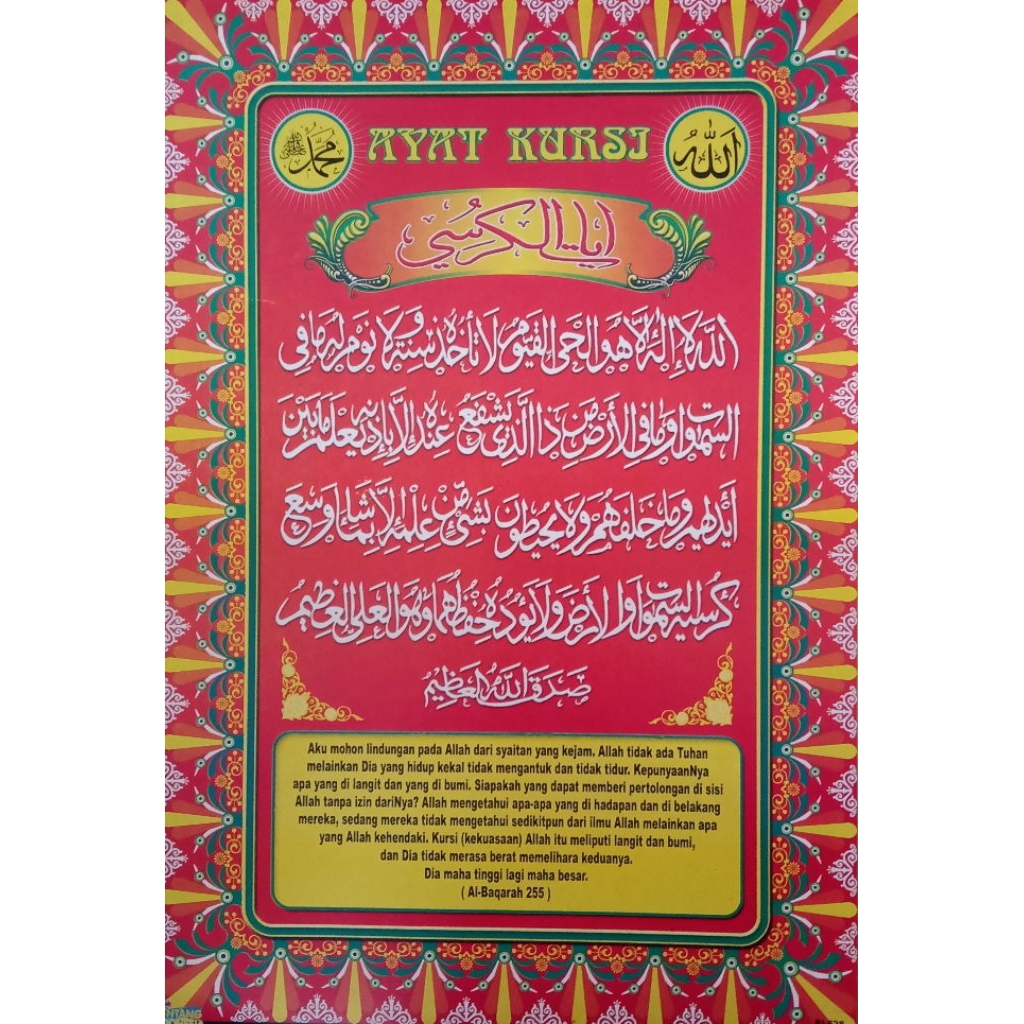 محمد
AYAT KURSI
الله
ايات الكرسي
الله لا إله إلا هو الحي القيوم لا تأخذه سنة ولا نوم له ما في
السموات وما في الأرض من ذا الذي يشفع عنده إلا بإذنه يعلم ما بين
أيديهم وما خلفهم ولا يحيطون بشيء من علمه إلا بما شاء وسع
كرسيه السموات والأرض ولا يؤده حفظهما وهو العلي العظيم
صدق الله العظيم
Aku mohon lindungan pada Allah dari syaitan yang kejam. Allah tidak ada Tuhan
melainkan Dia yang hidup kekal tidak mengantuk dan tidak tidur. KepunyaanNya
apa yang di langit dan yang di bumi. Siapakah yang dapat memberi pertolongan di sisi
Allah tanpa izin dariNya? Allah mengetahui apa-apa yang di hadapan dan di belakang
mereka, sedang mereka tidak mengetahui sedikitpun dari ilmu Allah melainkan apa
yang Allah kehendaki. Kursi (kekuasaan) Allah itu meliputi langit dan bumi,
dan Dia tidak merasa berat memelihara keduanya.
Dia maha tinggi lagi maha besar.
( Al-Baqarah 255 )